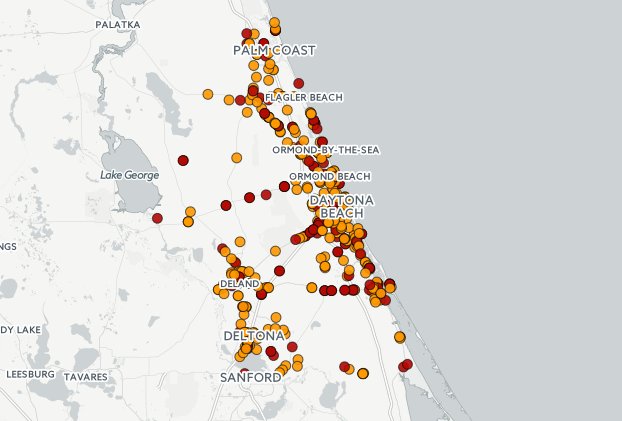 PALATKA
PALM COAST
FLAGLER BEACH
ORMOND-BY-THE-SEA
Lake George
ORMOND BEACH
DAYTONA
BEACH
NGS
DELAND
DY LAKE
DELTONA
LEESBURG
TAVARES
SANFORD